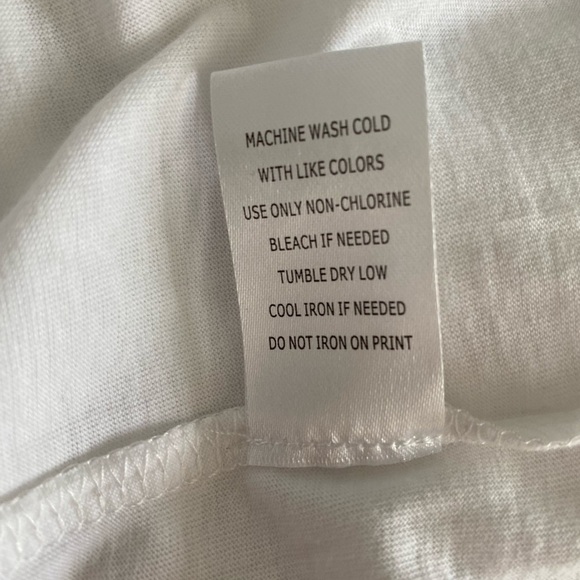 MACHINE WASH COLD
WITH LIKE COLORS
USE ONLY NON-CHLORINE
BLEACH IF NEEDED
TUMBLE DRY LOW
COOL IRON IF NEEDED
DO NOT IRON ON PRINT